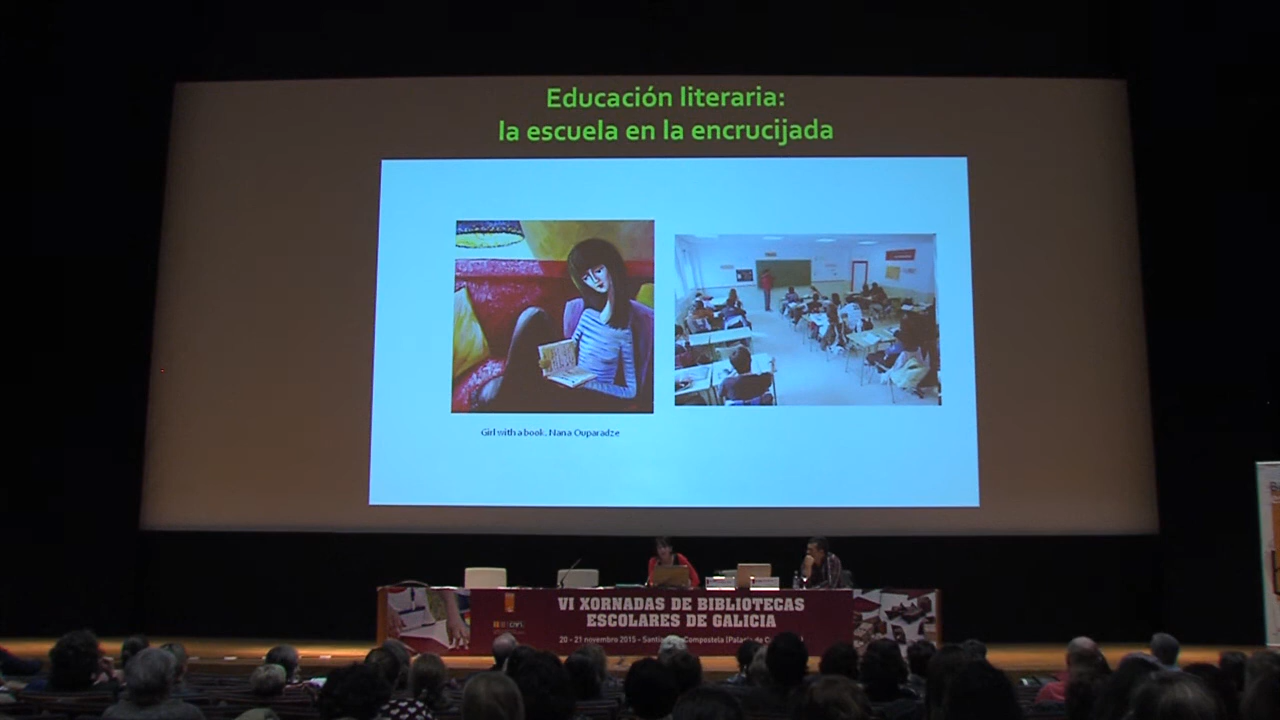 Educación literaria:
la escuela en la encrucijada
Girl with a book. Nana Ouparadze
VI XORNADAS DE BIBLIOTECAS
ESCOLARES DE GALICIA
20 - 21 novembro 2015 - Santiago Compostela (Palacio de